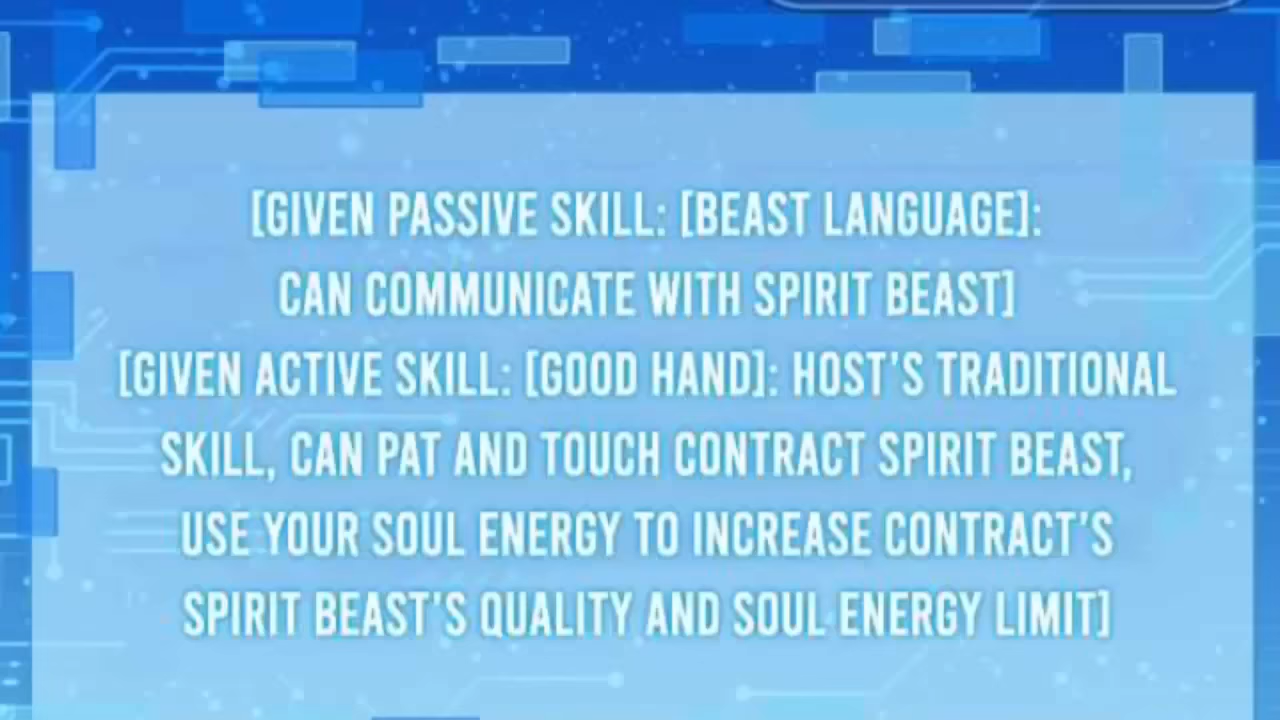 [GIVEN PASSIVE SKILL: [BEAST LANGUAGE]:
CAN COMMUNICATE WITH SPIRIT BEAST]
[GIVEN ACTIVE SKILL: [GOOD HAND]: HOST'S TRADITIONAL
SKILL, CAN PAT AND TOUCH CONTRACT SPIRIT BEAST,
USE YOUR SOUL ENERGY TO INCREASE CONTRACT'S
SPIRIT BEAST'S QUALITY AND SOUL ENERGY LIMIT]